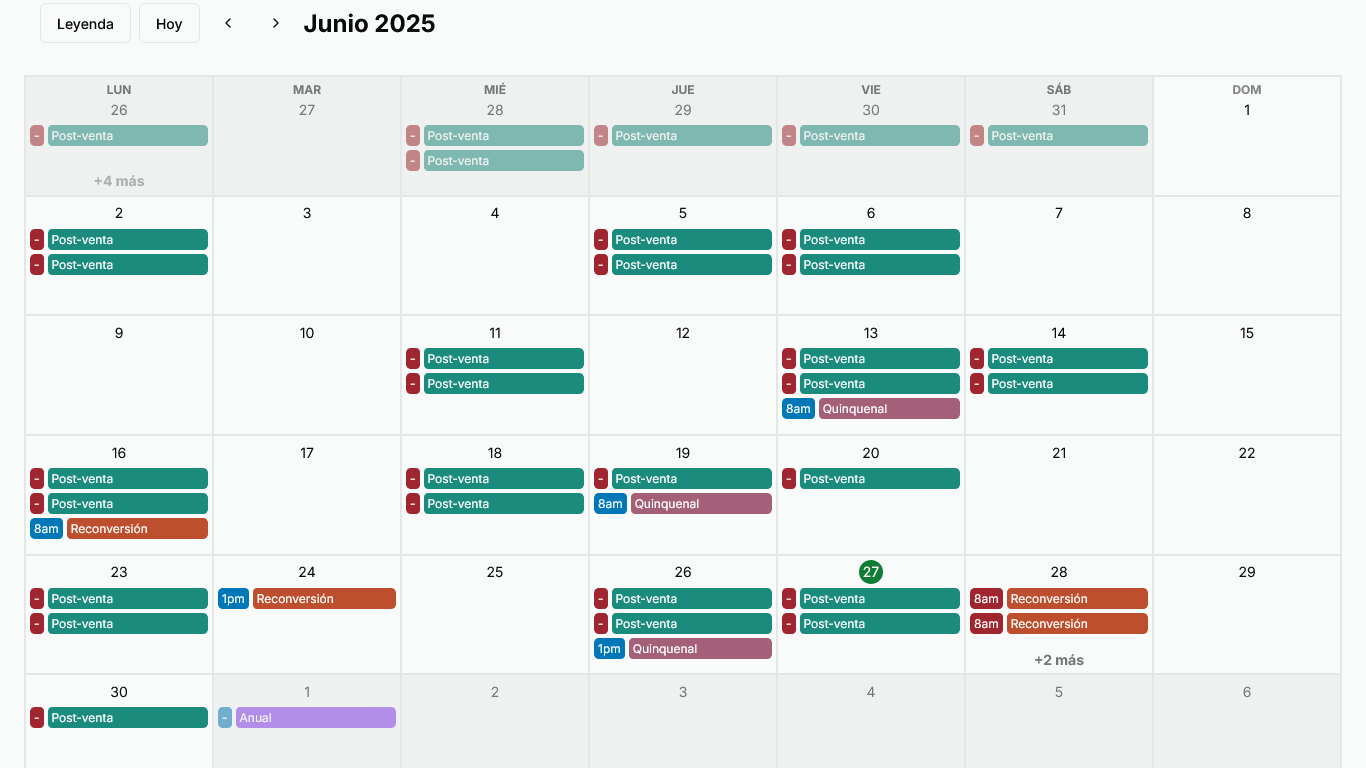 Leyenda Hoy < > Junio 2025
LUN MAR MIÉ JUE VIE SÁB DOM
26 27 28 29 30 31 1
- Post-venta - Post-venta - Post-venta - Post-venta - Post-venta
- Post-venta
+4 más
2 3 4 5 6 7 8
- Post-venta - Post-venta - Post-venta
- Post-venta - Post-venta - Post-venta
9 10 11 12 13 14 15
- Post-venta - Post-venta - Post-venta
- Post-venta - Post-venta - Post-venta
8am Quinquenal
16 17 18 19 20 21 22
- Post-venta - Post-venta - Post-venta - Post-venta
- Post-venta - Post-venta 8am Quinquenal
8am Reconversión
23 24 25 26 27 28 29
- Post-venta 1pm Reconversión - Post-venta - Post-venta 8am Reconversión
- Post-venta - Post-venta - Post-venta 8am Reconversión
1pm Quinquenal
+2 más
30 1 2 3 4 5 6
- Post-venta - Anual